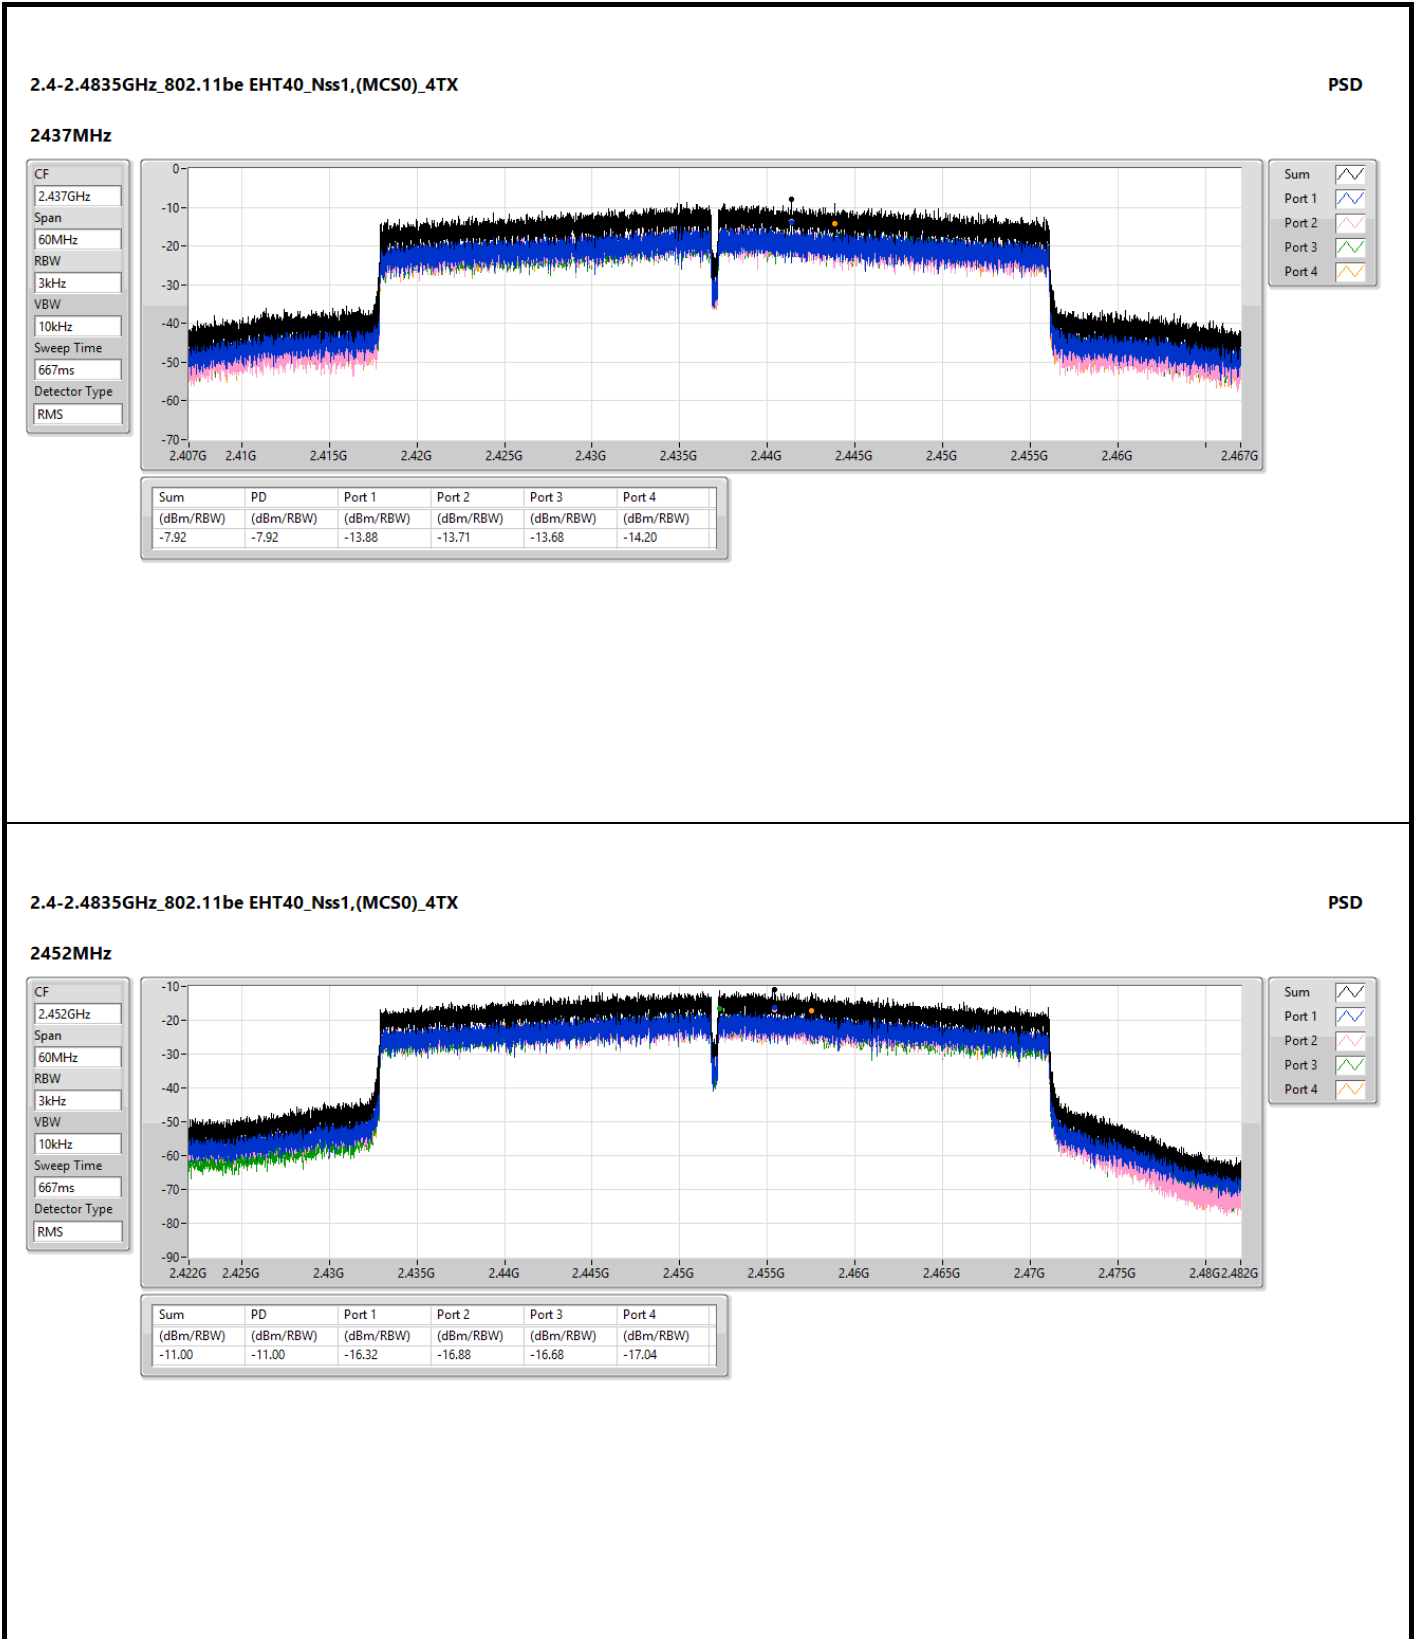 2.4-2.4835GHz_802.11be EHT40_Nss1,(MCS0)_4TX PSD
2437MHz
CF
2.437GHz
Span
60MHz
RBW
3kHz
VBW
10kHz
Sweep Time
667ms
Detector Type
RMS
0
-10
-20
-30
-40
-50
-60
-70
2.407G 2.41G 2.415G 2.42G 2.425G 2.43G 2.435G 2.44G 2.445G 2.45G 2.455G 2.46G 2.467G
Sum
Port 1
Port 2
Port 3
Port 4
Sum PD Port 1 Port 2 Port 3 Port 4
(dBm/RBW) (dBm/RBW) (dBm/RBW) (dBm/RBW) (dBm/RBW) (dBm/RBW)
-7.92 -7.92 -13.88 -13.71 -13.68 -14.20
2.4-2.4835GHz_802.11be EHT40_Nss1,(MCS0)_4TX PSD
2452MHz
CF
2.452GHz
Span
60MHz
RBW
3kHz
VBW
10kHz
Sweep Time
667ms
Detector Type
RMS
-10
-20
-30
-40
-50
-60
-70
-80
-90
2.422G 2.425G 2.43G 2.435G 2.44G 2.445G 2.45G 2.455G 2.46G 2.465G 2.47G 2.475G 2.48G 2.482G
Sum
Port 1
Port 2
Port 3
Port 4
Sum PD Port 1 Port 2 Port 3 Port 4
(dBm/RBW) (dBm/RBW) (dBm/RBW) (dBm/RBW) (dBm/RBW) (dBm/RBW)
-11.00 -11.00 -16.32 -16.88 -16.68 -17.04